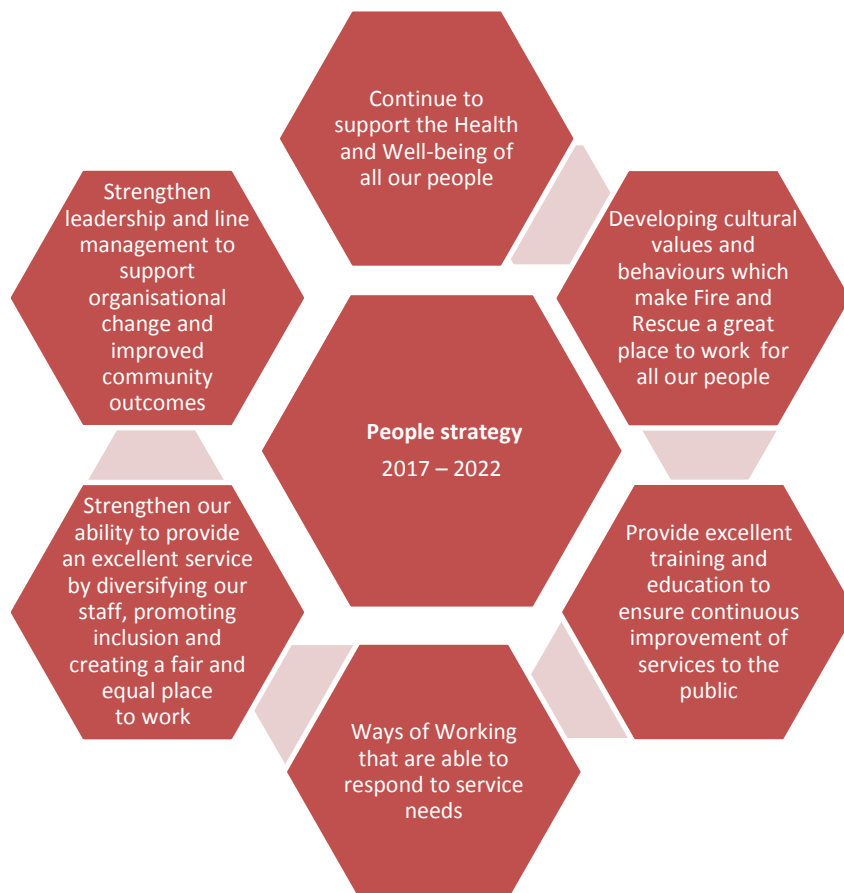 Continue to
support the Health
and Well-being of
all our people
Developing cultural
values and
behaviours which
make Fire and
Rescue a great
place to work for
all our people
Provide excellent
training and
education to
ensure continuous
improvement of
services to the
public
Ways of Working
that are able to
respond to service
needs
Strengthen our
ability to provide
an excellent service
by diversifying our
staff, promoting
inclusion and
creating a fair and
equal place
to work
Strengthen
leadership and line
management to
support
organisational
change and
improved
community
outcomes
People strategy
2017 – 2022